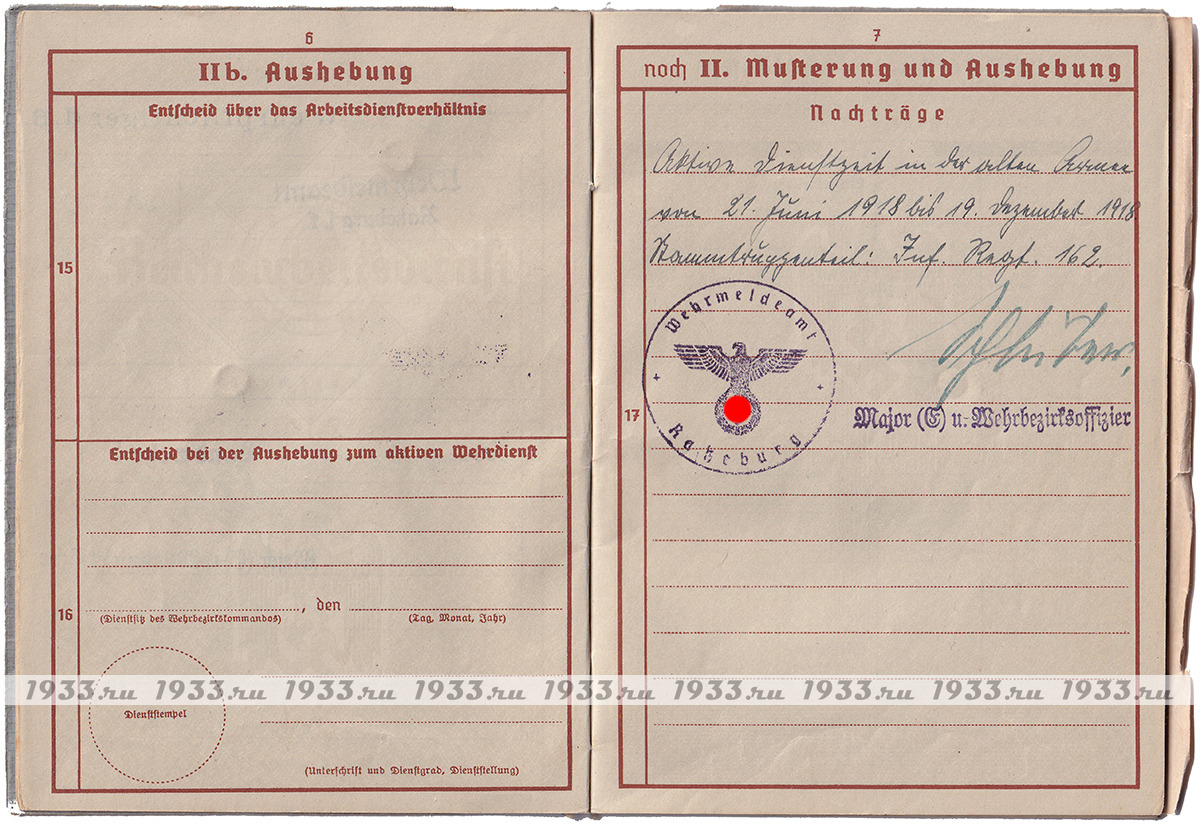 6
IIb. Aushebung
Entscheid über das Arbeitsdienstverhältnis
15
Entscheid bei der Aushebung zum aktiven Wehrdienst
16
, den
(Dienstsitz des Wehrbezirkskommandos) (Tag, Monat, Jahr)
Dienststempel
(Unterschrift und Dienstgrad, Dienststellung)
7
noch II. Musterung und Aushebung
Nachträge
Aktive Dienstzeit in der alten Armee
von 21. Juni 1918 bis 19. Dezember 1918
Stammtruppenteil: Inf. Regt. 162.
Wehrmeldeamt
Ratzeburg
17
Major (E) u. Wehrbezirksoffizier
1933.ru 1933.ru 1933.ru 1933.ru 1933.ru 1933.ru 1933.ru 1933.ru 1933.ru